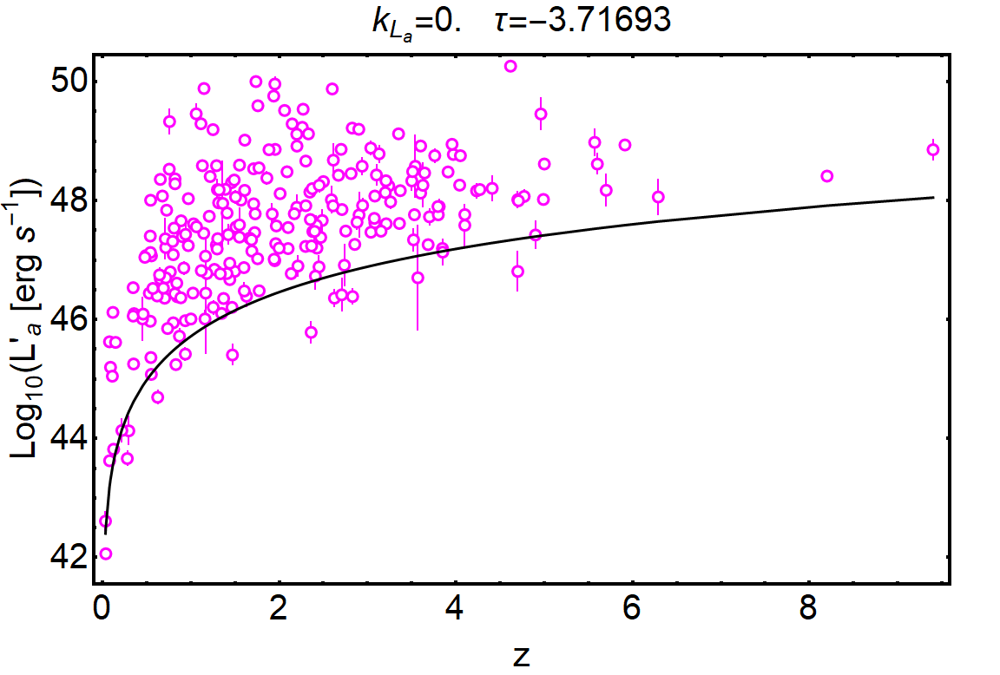 k_{L_a}=0. τ=−3.71693
Log₁₀(L'ₐ [erg s⁻¹])
50
48
46
44
42
0 2 4 6 8
z